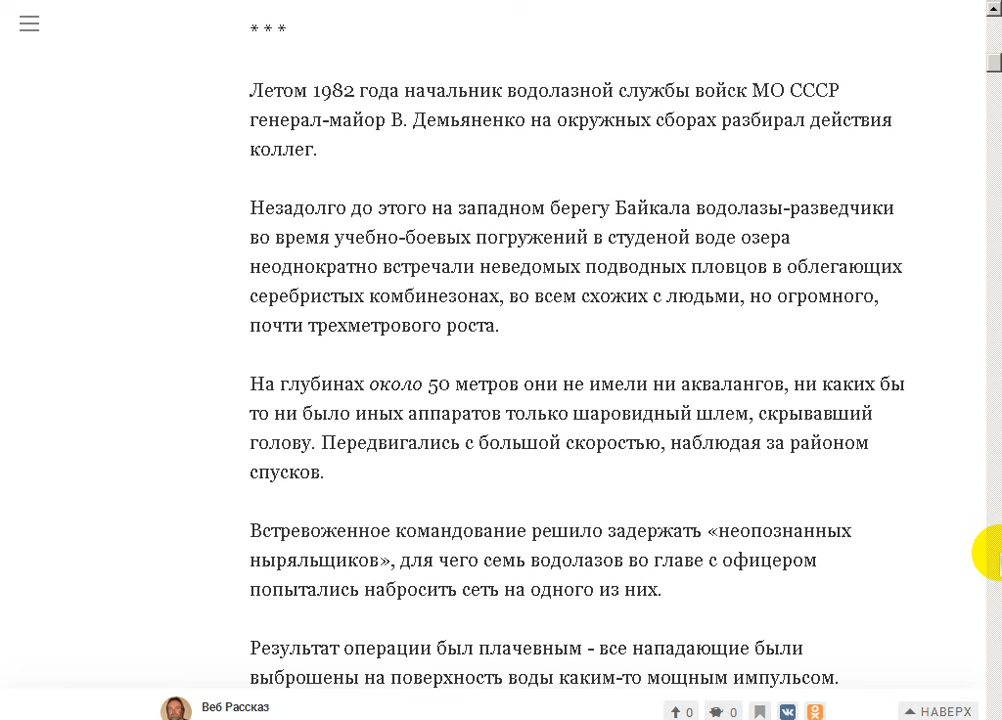 * * *
Летом 1982 года начальник водолазной службы войск МО СССР
генерал-майор В. Демьяненко на окружных сборах разбирал действия
коллег.
Незадолго до этого на западном берегу Байкала водолазы-разведчики
во время учебно-боевых погружений в студеной воде озера
неоднократно встречали неведомых подводных пловцов в облегающих
серебристых комбинезонах, во всем схожих с людьми, но огромного,
почти трехметрового роста.
На глубинах около 50 метров они не имели ни аквалангов, ни каких бы
то ни было иных аппаратов только шаровидный шлем, скрывавший
голову. Передвигались с большой скоростью, наблюдая за районом
спусков.
Встревоженное командование решило задержать «неопознанных
ныряльщиков», для чего семь водолазов во главе с офицером
попытались набросить сеть на одного из них.
Результат операции был плачевным - все нападающие были
выброшены на поверхность воды каким-то мощным импульсом.
Веб Рассказ
0 0 НАВЕРХ